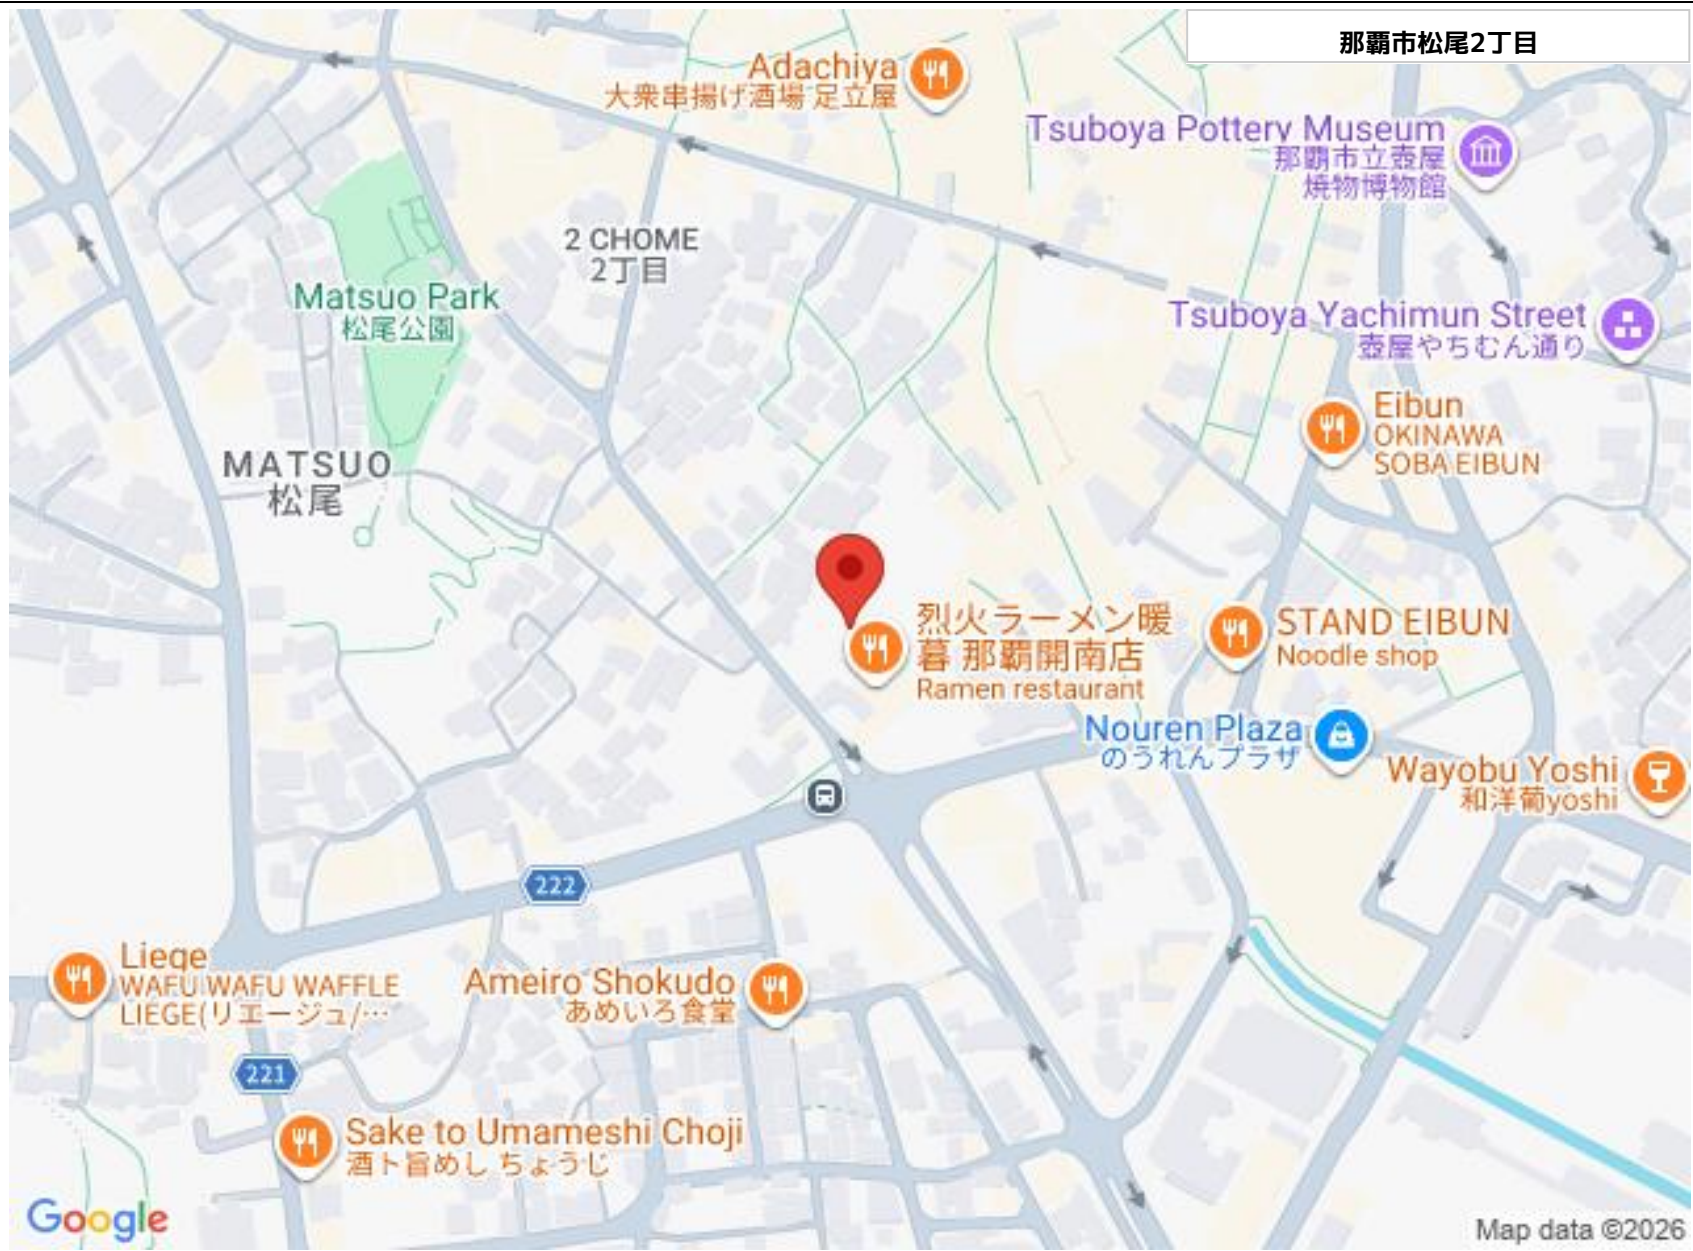 那覇市松尾2丁目
Adachiya
大衆串揚げ酒場 足立屋
Tsuboya Pottery Museum
那覇市立壺屋
焼物博物館
2 CHOME
2丁目
Matsuo Park
松尾公園
Tsuboya Yachimun Street
壺屋やちむん通り
Eibun
OKINAWA
SOBA EIBUN
MATSUO
松尾
烈火ラーメン暖
暮 那覇開南店
Ramen restaurant
STAND EIBUN
Noodle shop
Nouren Plaza
のうれんプラザ
Wayobu Yoshi
和洋葡yoshi
222
Liege
WAFU WAFU WAFFLE
LIEGE(リエージュ/…
Ameiro Shokudo
あめいろ食堂
221
Sake to Umameshi Choji
酒ト旨めし ちょうじ
Google
Map data ©2026